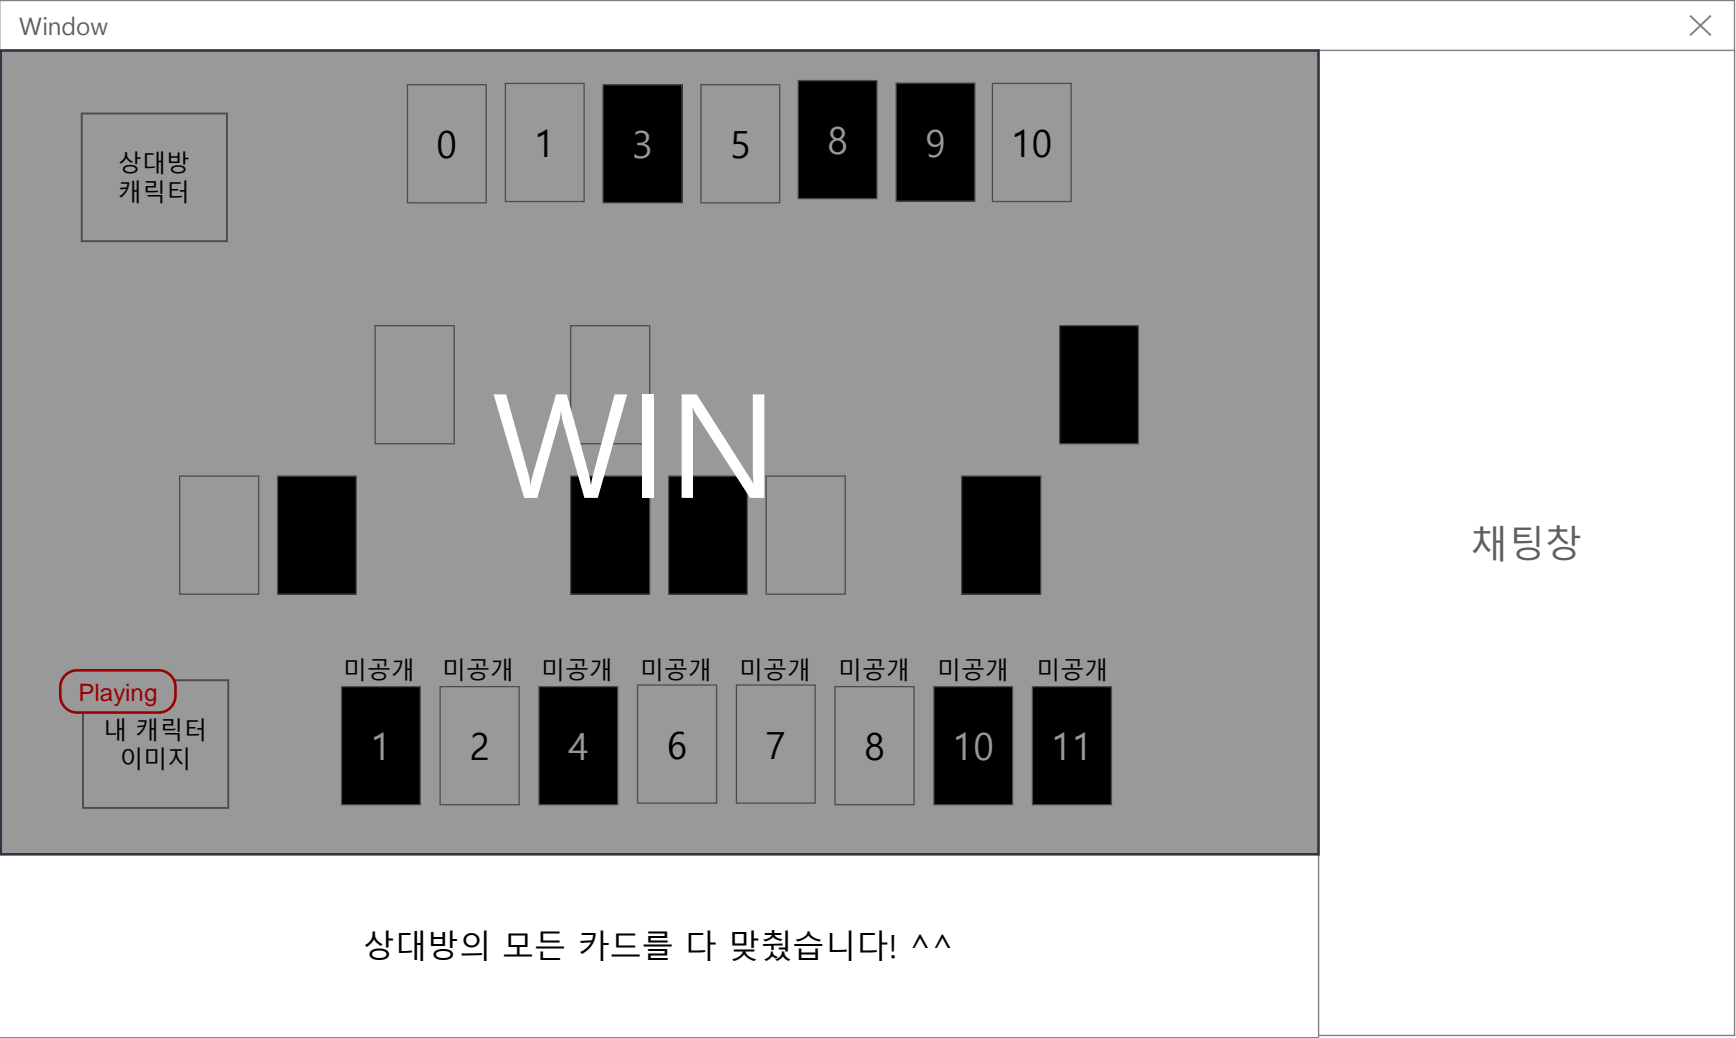 Window
0 1 3 5 8 9 10
상대방
캐릭터
WIN
채팅창
미공개 미공개 미공개 미공개 미공개 미공개 미공개 미공개
Playing
내 캐릭터
이미지
1 2 4 6 7 8 10 11
상대방의 모든 카드를 다 맞췄습니다! ^^